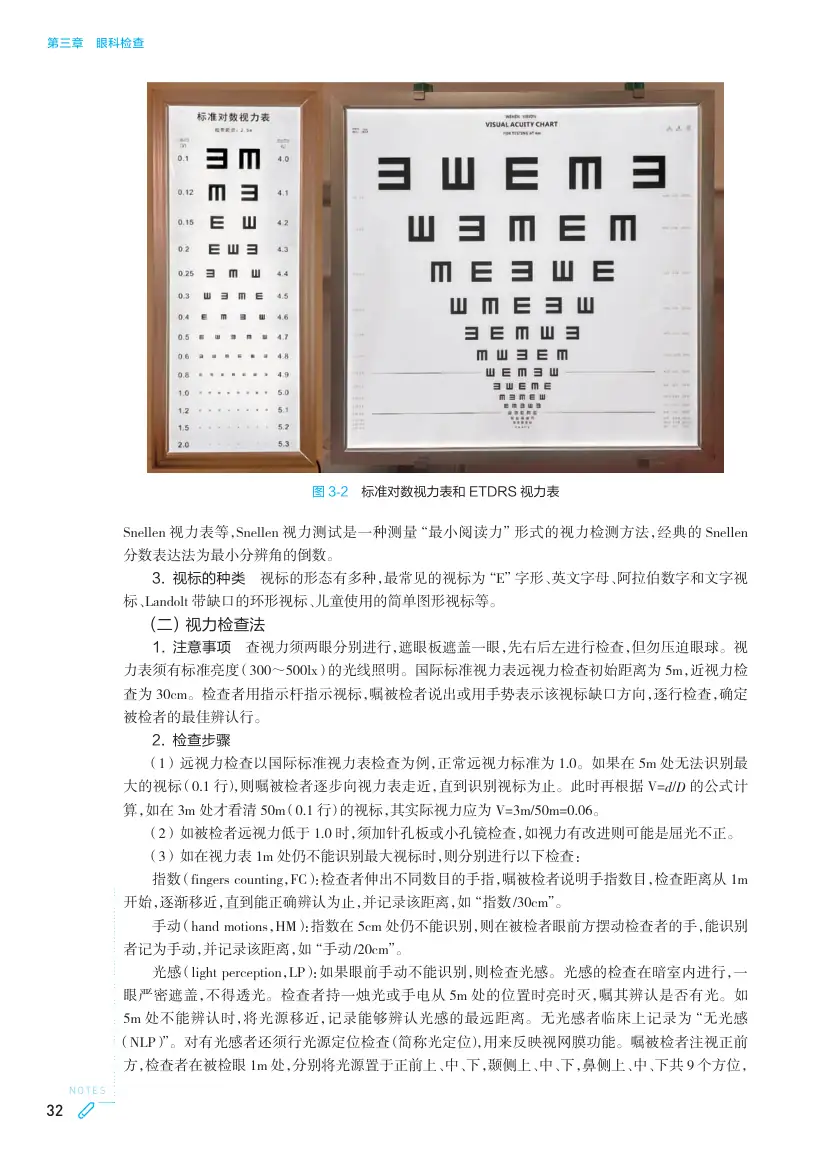 第三章 眼科检查
标准对数视力表
0.1 4.0
0.12 4.1
0.15 4.2
0.2 4.3
0.25 4.4
0.3 4.5
0.4 4.6
0.5 4.7
0.6 4.8
0.8 4.9
1.0 5.0
1.2 5.1
1.5 5.2
2.0 5.3
VISUAL ACUITY CHART
FOR TESTING AT 4m
图 3-2 标准对数视力表和 ETDRS 视力表
Snellen 视力表等,Snellen 视力测试是一种测量“最小阅读力”形式的视力检测方法,经典的 Snellen
分数表达法为最小分辨角的倒数。
3. 视标的种类 视标的形态有多种,最常见的视标为“E”字形、英文字母、阿拉伯数字和文字视
标、Landolt 带缺口的环形视标、儿童使用的简单图形视标等。
(二)视力检查法
1. 注意事项 查视力须两眼分别进行,遮眼板遮盖一眼,先右后左进行检查,但勿压迫眼球。视
力表须有标准亮度(300~500lx)的光线照明。国际标准视力表远视力检查初始距离为 5m,近视力检
查为 30cm。检查者用指示杆指示视标,嘱被检者说出或用手势表示该视标缺口方向,逐行检查,确定
被检者的最佳辨认行。
2. 检查步骤
(1)远视力检查以国际标准视力表检查为例,正常远视力标准为 1.0。如果在 5m 处无法识别最
大的视标(0.1 行),则嘱被检者逐步向视力表走近,直到识别视标为止。此时再根据 V=d/D 的公式计
算,如在 3m 处才看清 50m(0.1 行)的视标,其实际视力应为 V=3m/50m=0.06。
(2)如被检者远视力低于 1.0 时,须加针孔板或小孔镜检查,如视力有改进则可能是屈光不正。
(3)如在视力表 1m 处仍不能识别最大视标时,则分别进行以下检查:
指数(fingers counting,FC):检查者伸出不同数目的手指,嘱被检者说明手指数目,检查距离从 1m
开始,逐渐移近,直到能正确辨认为止,并记录该距离,如“指数/30cm”。
手动(hand motions,HM):指数在 5cm 处仍不能识别,则在被检者眼前方摆动检查者的手,能识别
者记为手动,并记录该距离,如“手动/20cm”。
光感(light perception,LP):如果眼前手动不能识别,则检查光感。光感的检查在暗室内进行,一
眼严密遮盖,不得透光。检查者持一烛光或手电从 5m 处的位置时亮时灭,嘱其辨认是否有光。如
5m 处不能辨认时,将光源移近,记录能够辨认光感的最远距离。无光感者临床上记录为“无光感
(NLP)”。对有光感者还须行光源定位检查(简称光定位),用来反映视网膜功能。嘱被检者注视正前
方,检查者在被检眼 1m 处,分别将光源置于正前上、中、下,颞侧上、中、下,鼻侧上、中、下共 9 个方位,
NOTES
32